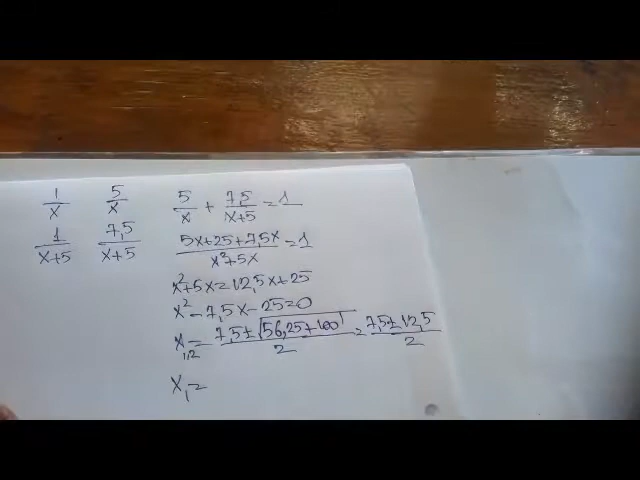 1/x 5/x 5/x + 7,5/x+5 = 1
1/x+5 7,5/x+5 5x+25+7,5x/x²+5x = 1
x²+5x=12,5x+25
x²-7,5x-25=0
x₁,₂= 7,5±√56,25+100/2 = 7,5±12,5/2
x₁=